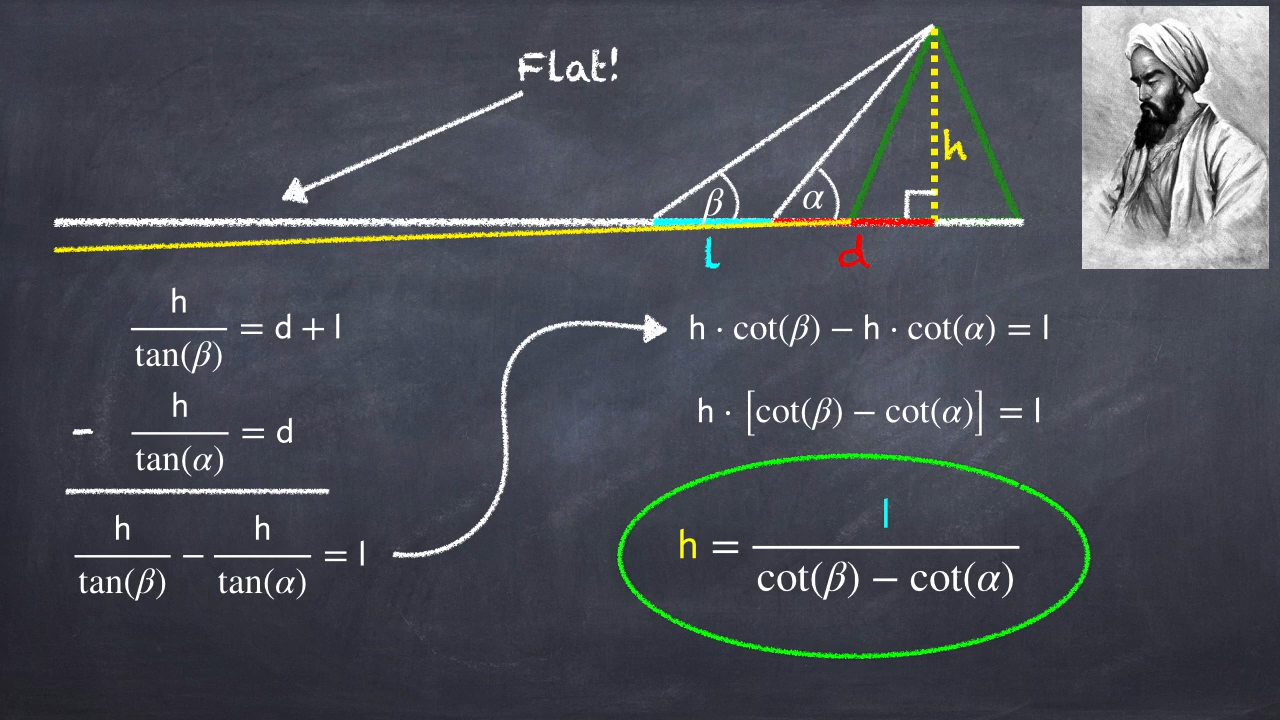 Flat!
h
β
α
l
d
h/tan(β) = d + l
- h/tan(α) = d
h/tan(β) − h/tan(α) = l
h · cot(β) − h · cot(α) = l
h · [cot(β) − cot(α)] = l
h = l/cot(β) − cot(α)